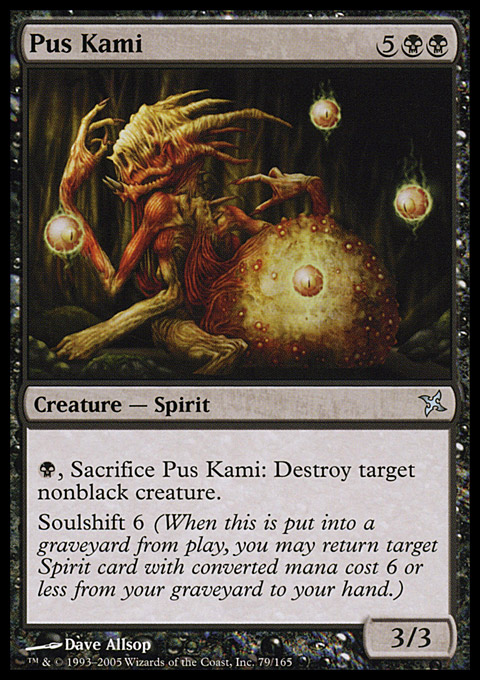 Pus Kami 5
Creature — Spirit
, Sacrifice Pus Kami: Destroy target
nonblack creature.
Soulshift 6 (When this is put into a
graveyard from play, you may return target
Spirit card with converted mana cost 6 or
less from your graveyard to your hand.)
3/3
Dave Allsop
™ & © 1993–2005 Wizards of the Coast, Inc. 79/165